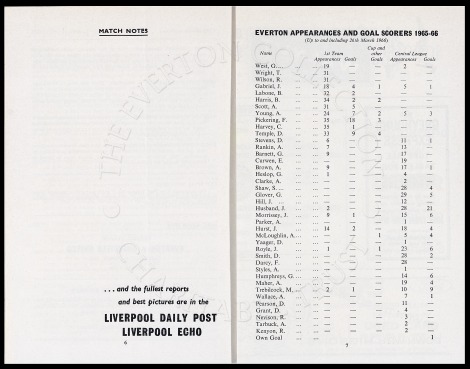 MATCH NOTES
. . . and the fullest reports
and best pictures are in the
LIVERPOOL DAILY POST
LIVERPOOL ECHO
6
EVERTON APPEARANCES AND GOAL SCORERS 1965-66
(Up to and including 26th March 1966)
Name 1st Team Appearances Goals Cup and other Goals Central League Appearances Goals
West, G. ... ... 19 — — 2 —
Wright, T. ... ... 31 — — — —
Wilson, R. ... ... 31 — — — —
Gabriel, J. ... ... 18 4 1 5 1
Labone, B. ... ... 32 2 — — —
Harris, B. ... ... 34 2 2 — —
Scott, A. ... ... 31 5 — — —
Young, A. ... ... 24 7 2 5 3
Pickering, F. ... ... 35 18 3 — —
Harvey, C. ... ... 35 1 — — —
Temple, D. ... ... 33 9 4 — —
Stevens, D. ... ... 6 — — 11 1
Rankin, A. ... ... 7 — — 13 —
Barnett, G. ... ... 9 — — 17 —
Curwen, E. ... ... — — — 19 —
Brown, A. ... ... 9 — — 17 1
Heslop, G. ... ... 1 — — 4 —
Clarke, A. ... ... — — — 2 —
Shaw, S. ... ... — — — 28 4
Glover, G. ... ... — — — 29 5
Hill, J. ... ... — — — 12 —
Husband, J. ... ... 2 — — 28 21
Morrissey, J. ... ... 9 1 — 15 6
Parker, A. ... ... — — — 1 —
Hurst, J. ... ... 14 2 — 18 4
McLoughlin, A. ... ... — — 1 5 4
Yaager, D. ... ... — — — 1 —
Royle, J. ... ... 1 — 1 23 6
Smith, D. ... ... — — — 28 2
Darcy, F. ... ... — — — 28 —
Styles, A. ... ... — — — 1 —
Humphreys, G. ... ... — — — 14 6
Maher, A. ... ... — — — 19 4
Trebilcock, M. ... ... 2 1 — 10 9
Wallace, A. ... ... — — — 7 1
Pearson, D. ... ... — — — 11 —
Grant, D. ... ... — — — 4 —
Nevison, R. ... ... — — — 3 —
Tarbuck, A. ... ... — — — 2 —
Kenyon, R. ... ... — — — 2 —
Own Goal 1
7
© THE EVERTON COLLECTION